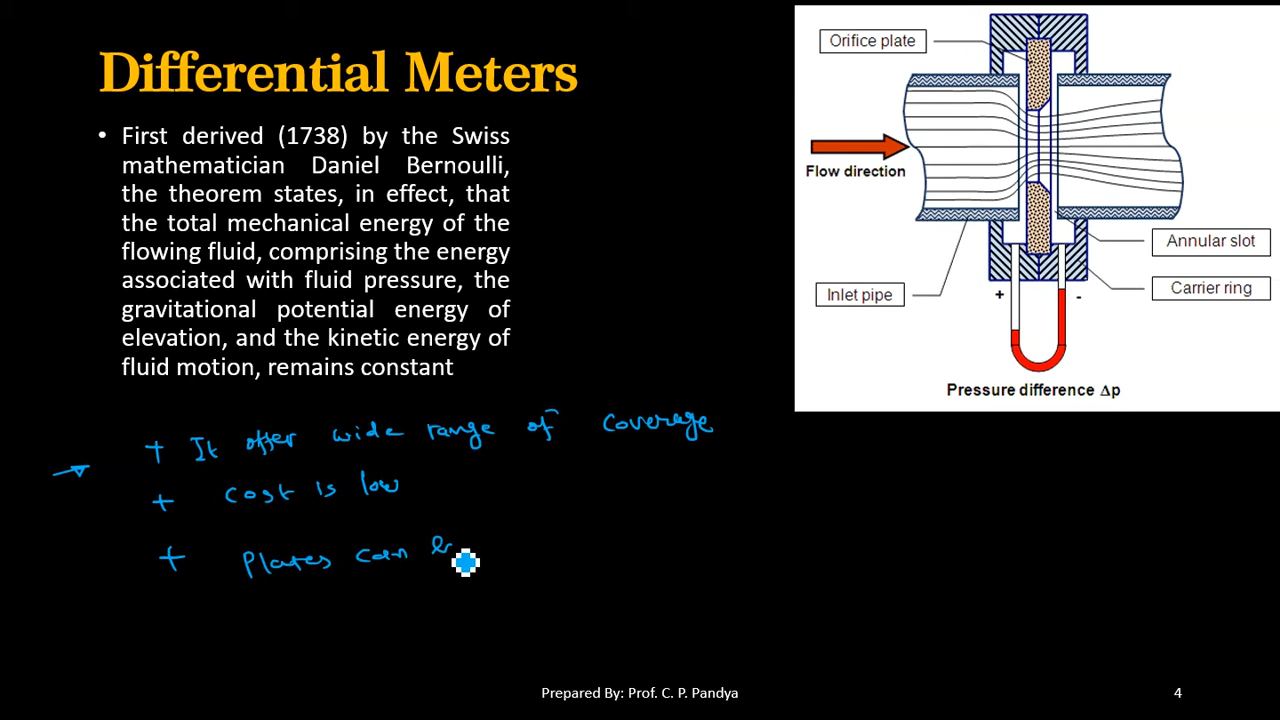 Differential Meters
• First derived (1738) by the Swiss
mathematician Daniel Bernoulli,
the theorem states, in effect, that
the total mechanical energy of the
flowing fluid, comprising the energy
associated with fluid pressure, the
gravitational potential energy of
elevation, and the kinetic energy of
fluid motion, remains constant
Orifice plate
Flow direction
Annular slot
Inlet pipe
Carrier ring
+ -
Pressure difference Δp
+ It offer wide range of coverage
+ cost is low
+ Plates can
Prepared By: Prof. C. P. Pandya
4